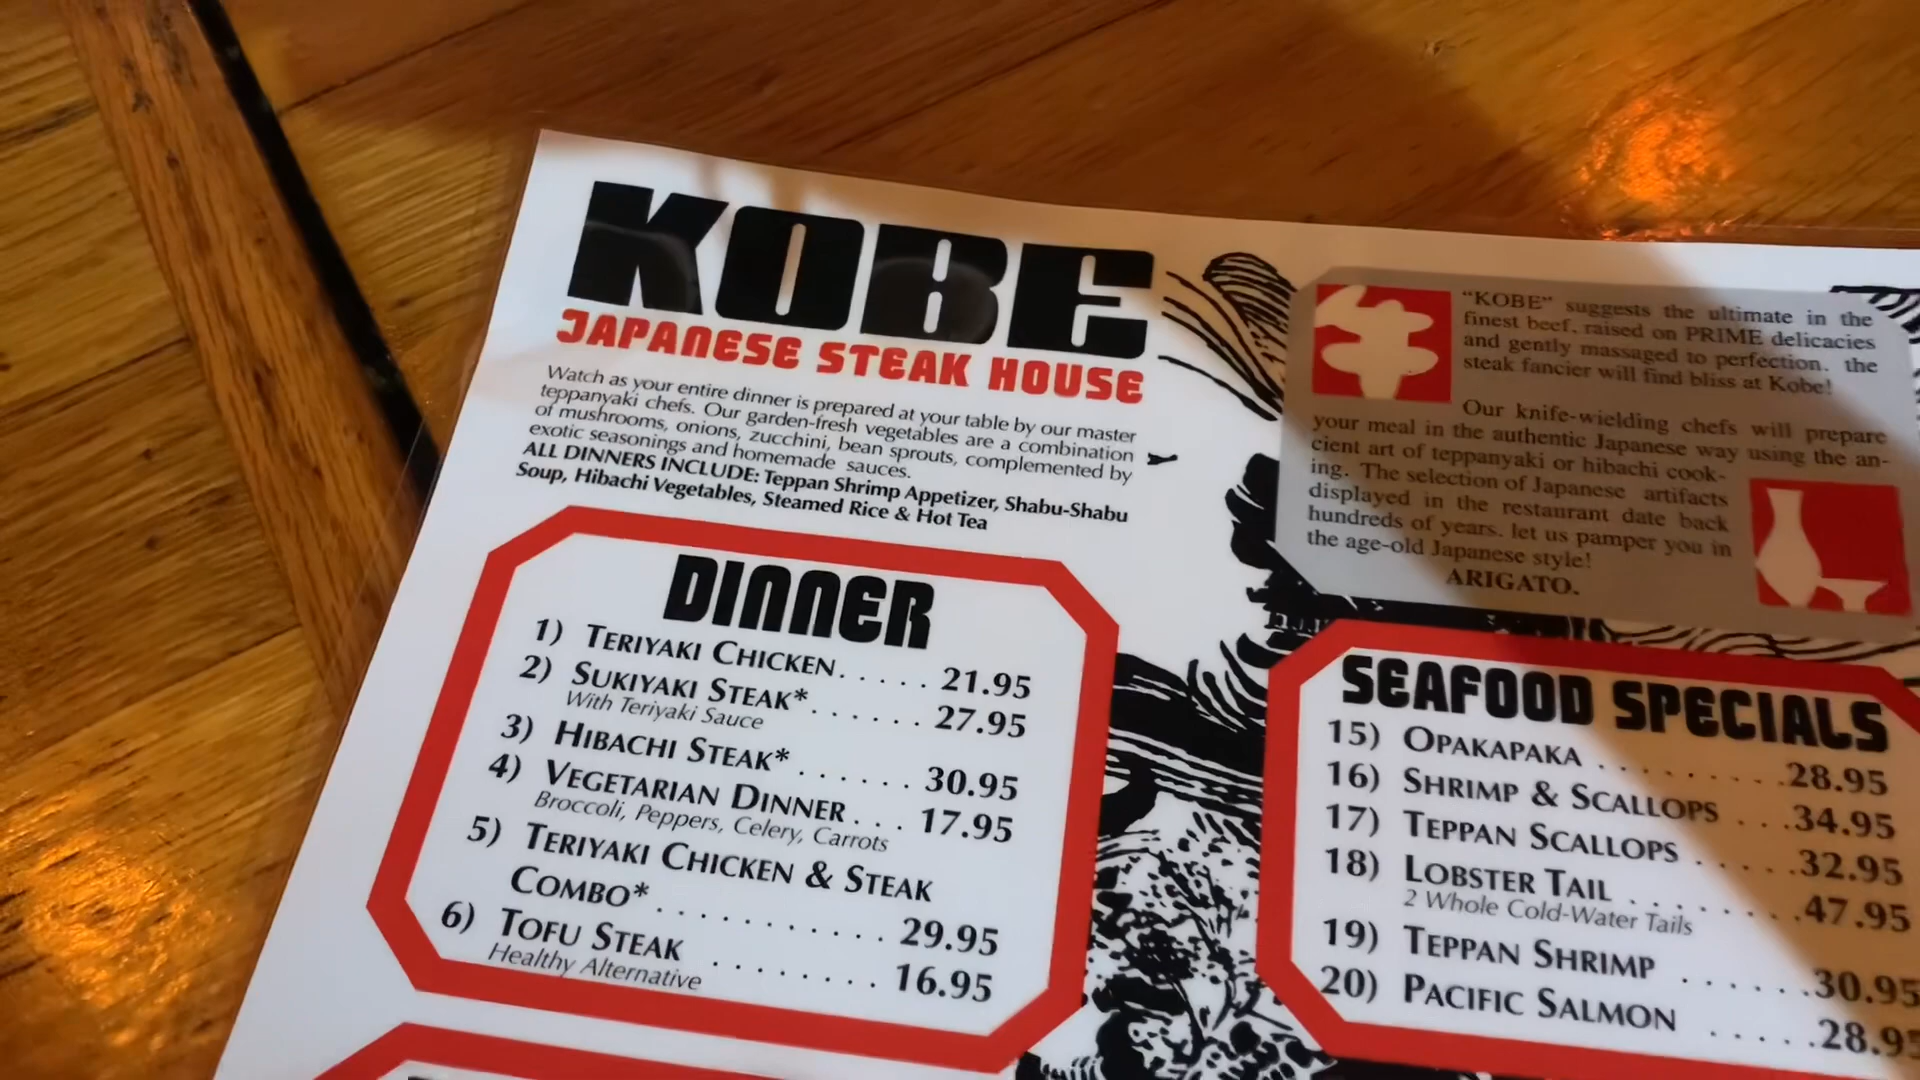 KOBE
JAPANESE STEAK HOUSE
Watch as your entire dinner is prepared at your table by our master
teppanyaki chefs. Our garden-fresh vegetables are a combination
of mushrooms, onions, zucchini, bean sprouts, complemented by
exotic seasonings and homemade sauces.
ALL DINNERS INCLUDE: Teppan Shrimp Appetizer, Shabu-Shabu
Soup, Hibachi Vegetables, Steamed Rice & Hot Tea
DINNER
1) TERIYAKI CHICKEN. . . . . 21.95
2) SUKIYAKI STEAK*. . . . . . 27.95
With Teriyaki Sauce
3) HIBACHI STEAK* . . . . . . 30.95
4) VEGETARIAN DINNER . . . 17.95
Broccoli, Peppers, Celery, Carrots
5) TERIYAKI CHICKEN & STEAK
COMBO* . . . . . . . . . . . 29.95
6) TOFU STEAK . . . . . . . . 16.95
Healthy Alternative
"KOBE" suggests the ultimate in the
finest beef, raised on PRIME delicacies
and gently massaged to perfection. the
steak fancier will find bliss at Kobe!
Our knife-wielding chefs will prepare
your meal in the authentic Japanese way using the an-
cient art of teppanyaki or hibachi cook-
ing. The selection of Japanese artifacts
displayed in the restaurant date back
hundreds of years. let us pamper you in
the age-old Japanese style!
ARIGATO.
SEAFOOD SPECIALS
15) OPAKAPAKA . . . . . . . . .28.95
16) SHRIMP & SCALLOPS . . .34.95
17) TEPPAN SCALLOPS . . . . .32.95
18) LOBSTER TAIL . . . . . . . .47.95
2 Whole Cold-Water Tails
19) TEPPAN SHRIMP . . . . . .30.95
20) PACIFIC SALMON . . . . .28.95